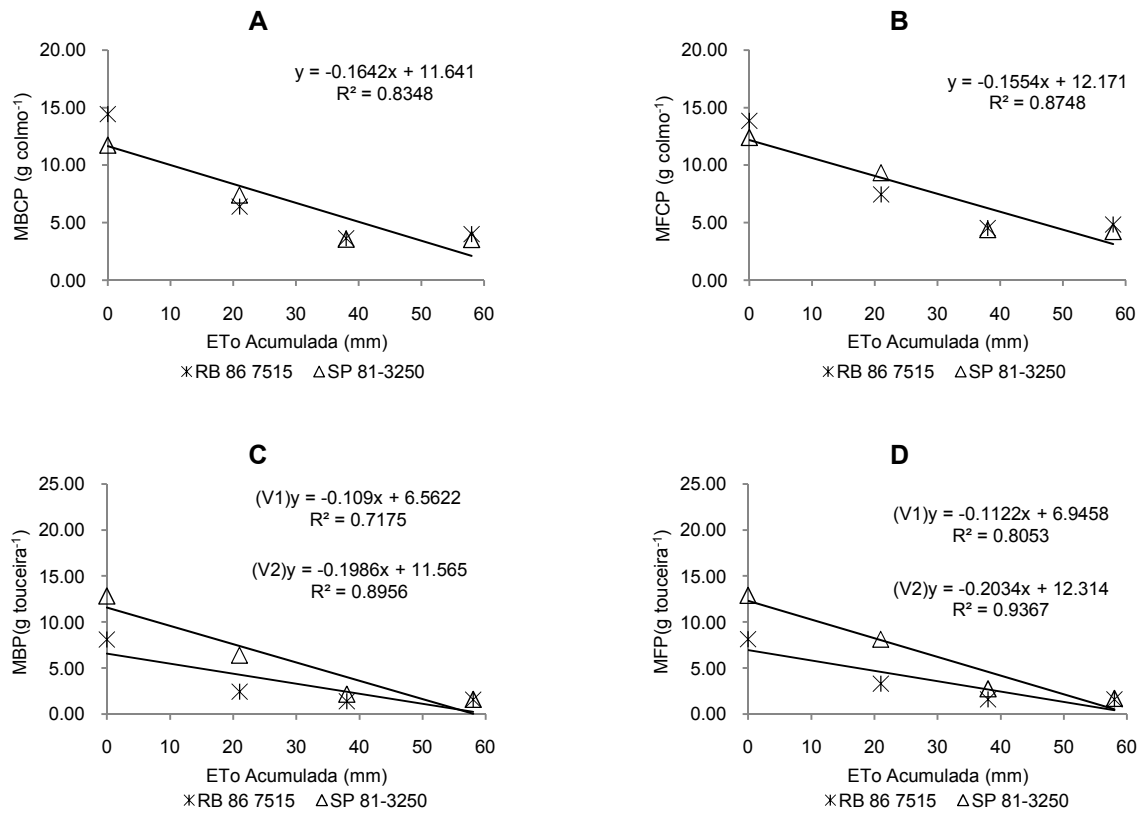 A
20.00
15.00
10.00
5.00
0.00
MBCP (g colmo⁻¹)
y = -0.1642x + 11.641
R² = 0.8348
0 10 20 30 40 50 60
ETo Acumulada (mm)
RB 86 7515 SP 81-3250
B
20.00
15.00
10.00
5.00
0.00
MFCP (g colmo⁻¹)
y = -0.1554x + 12.171
R² = 0.8748
0 10 20 30 40 50 60
ETo Acumulada (mm)
RB 86 7515 SP 81-3250
C
25.00
20.00
15.00
10.00
5.00
0.00
MBP(g touceira⁻¹)
(V1)y = -0.109x + 6.5622
R² = 0.7175
(V2)y = -0.1986x + 11.565
R² = 0.8956
0 10 20 30 40 50 60
ETo Acumulada (mm)
RB 86 7515 SP 81-3250
D
25.00
20.00
15.00
10.00
5.00
0.00
MFP(g touceira⁻¹)
(V1)y = -0.1122x + 6.9458
R² = 0.8053
(V2)y = -0.2034x + 12.314
R² = 0.9367
0 10 20 30 40 50 60
ETo Acumulada (mm)
RB 86 7515 SP 81-3250